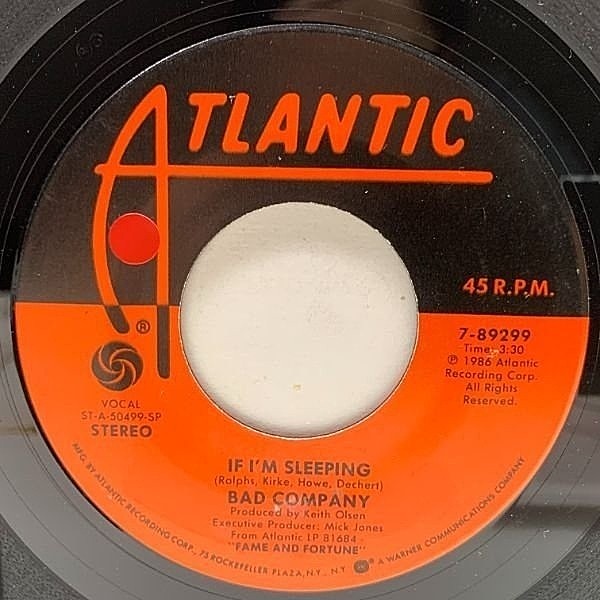 ATLANTIC
®
45 R.P.M.
7-89299
Time: 3:30
℗ 1986 Atlantic
Recording Corp.
All Rights
Reserved.
VOCAL
ST-A-50499-SP
STEREO
IF I'M SLEEPING
(Ralphs, Kirke, Howe, Dechert)
BAD COMPANY
Produced by Keith Olsen
Executive Producer: Mick Jones
From Atlantic LP 81684 -
"FAME AND FORTUNE"
MFG. BY ATLANTIC RECORDING CORP., 75 ROCKEFELLER PLAZA, N.Y., N.Y. A WARNER COMMUNICATIONS COMPANY